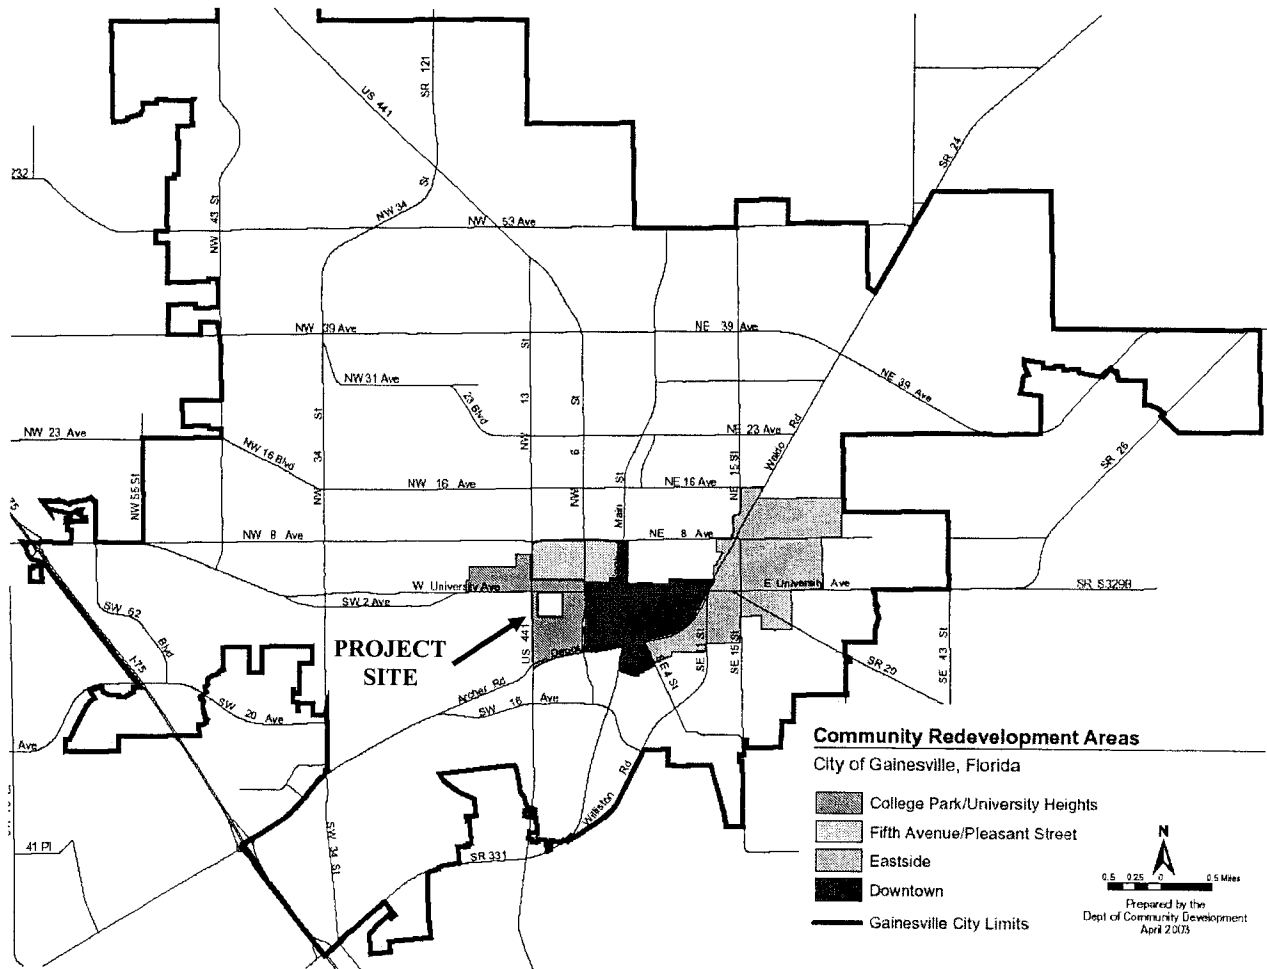 SR 121
US 441
SR 24
232
NW 43 St
NW 34 St
NW 53 Ave
NW 39 Ave
NE 39 Ave
NW 13 St
NW 31 Ave
23 Blvd
NE 39 Ave
NW 23 Ave
NE 23 Ave
Waldo Rd
NW 34 St
NW 6 St
NW 16 Blvd
SR 26
NW 55 St
NW 16 Ave
Main St
NE 16 Ave
NE 15 St
NW 8 Ave
NE 8 Ave
W University Ave
E University Ave
SR S329B
SW 2 Ave
SW 62 Blvd
PROJECT
SITE
US 441
SE 11 St
SE 15 St
SE 4 St
SR 20
SE 43 St
I-75
Archer Rd
SW 16 Ave
SW 20 Ave
Ave
Williston Rd
SW 34 St
SR 331
41 Pl
Community Redevelopment Areas
City of Gainesville, Florida
College Park/University Heights
Fifth Avenue/Pleasant Street
Eastside
Downtown
Gainesville City Limits
N
0.5 0.25 0 0.5 Miles
Prepared by the
Dept of Community Development
April 2003